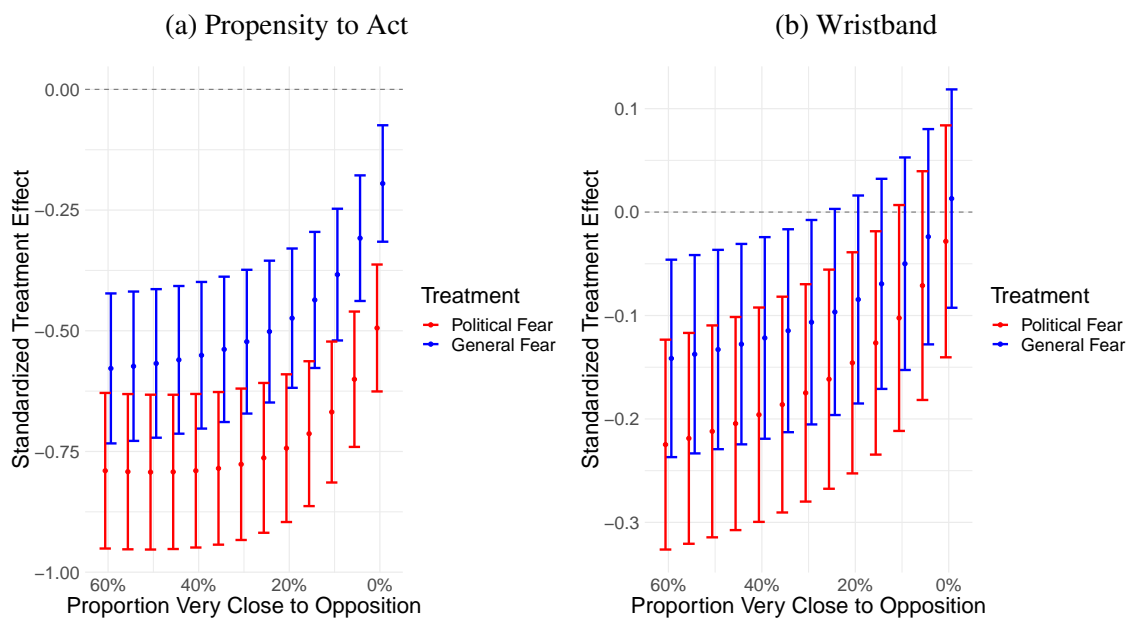 (a) Propensity to Act
0.00
−0.25
−0.50
−0.75
−1.00
Standardized Treatment Effect
60%
40%
20%
0%
Proportion Very Close to Opposition
Treatment
Political Fear
General Fear
(b) Wristband
0.1
0.0
−0.1
−0.2
−0.3
Standardized Treatment Effect
60%
40%
20%
0%
Proportion Very Close to Opposition
Treatment
Political Fear
General Fear